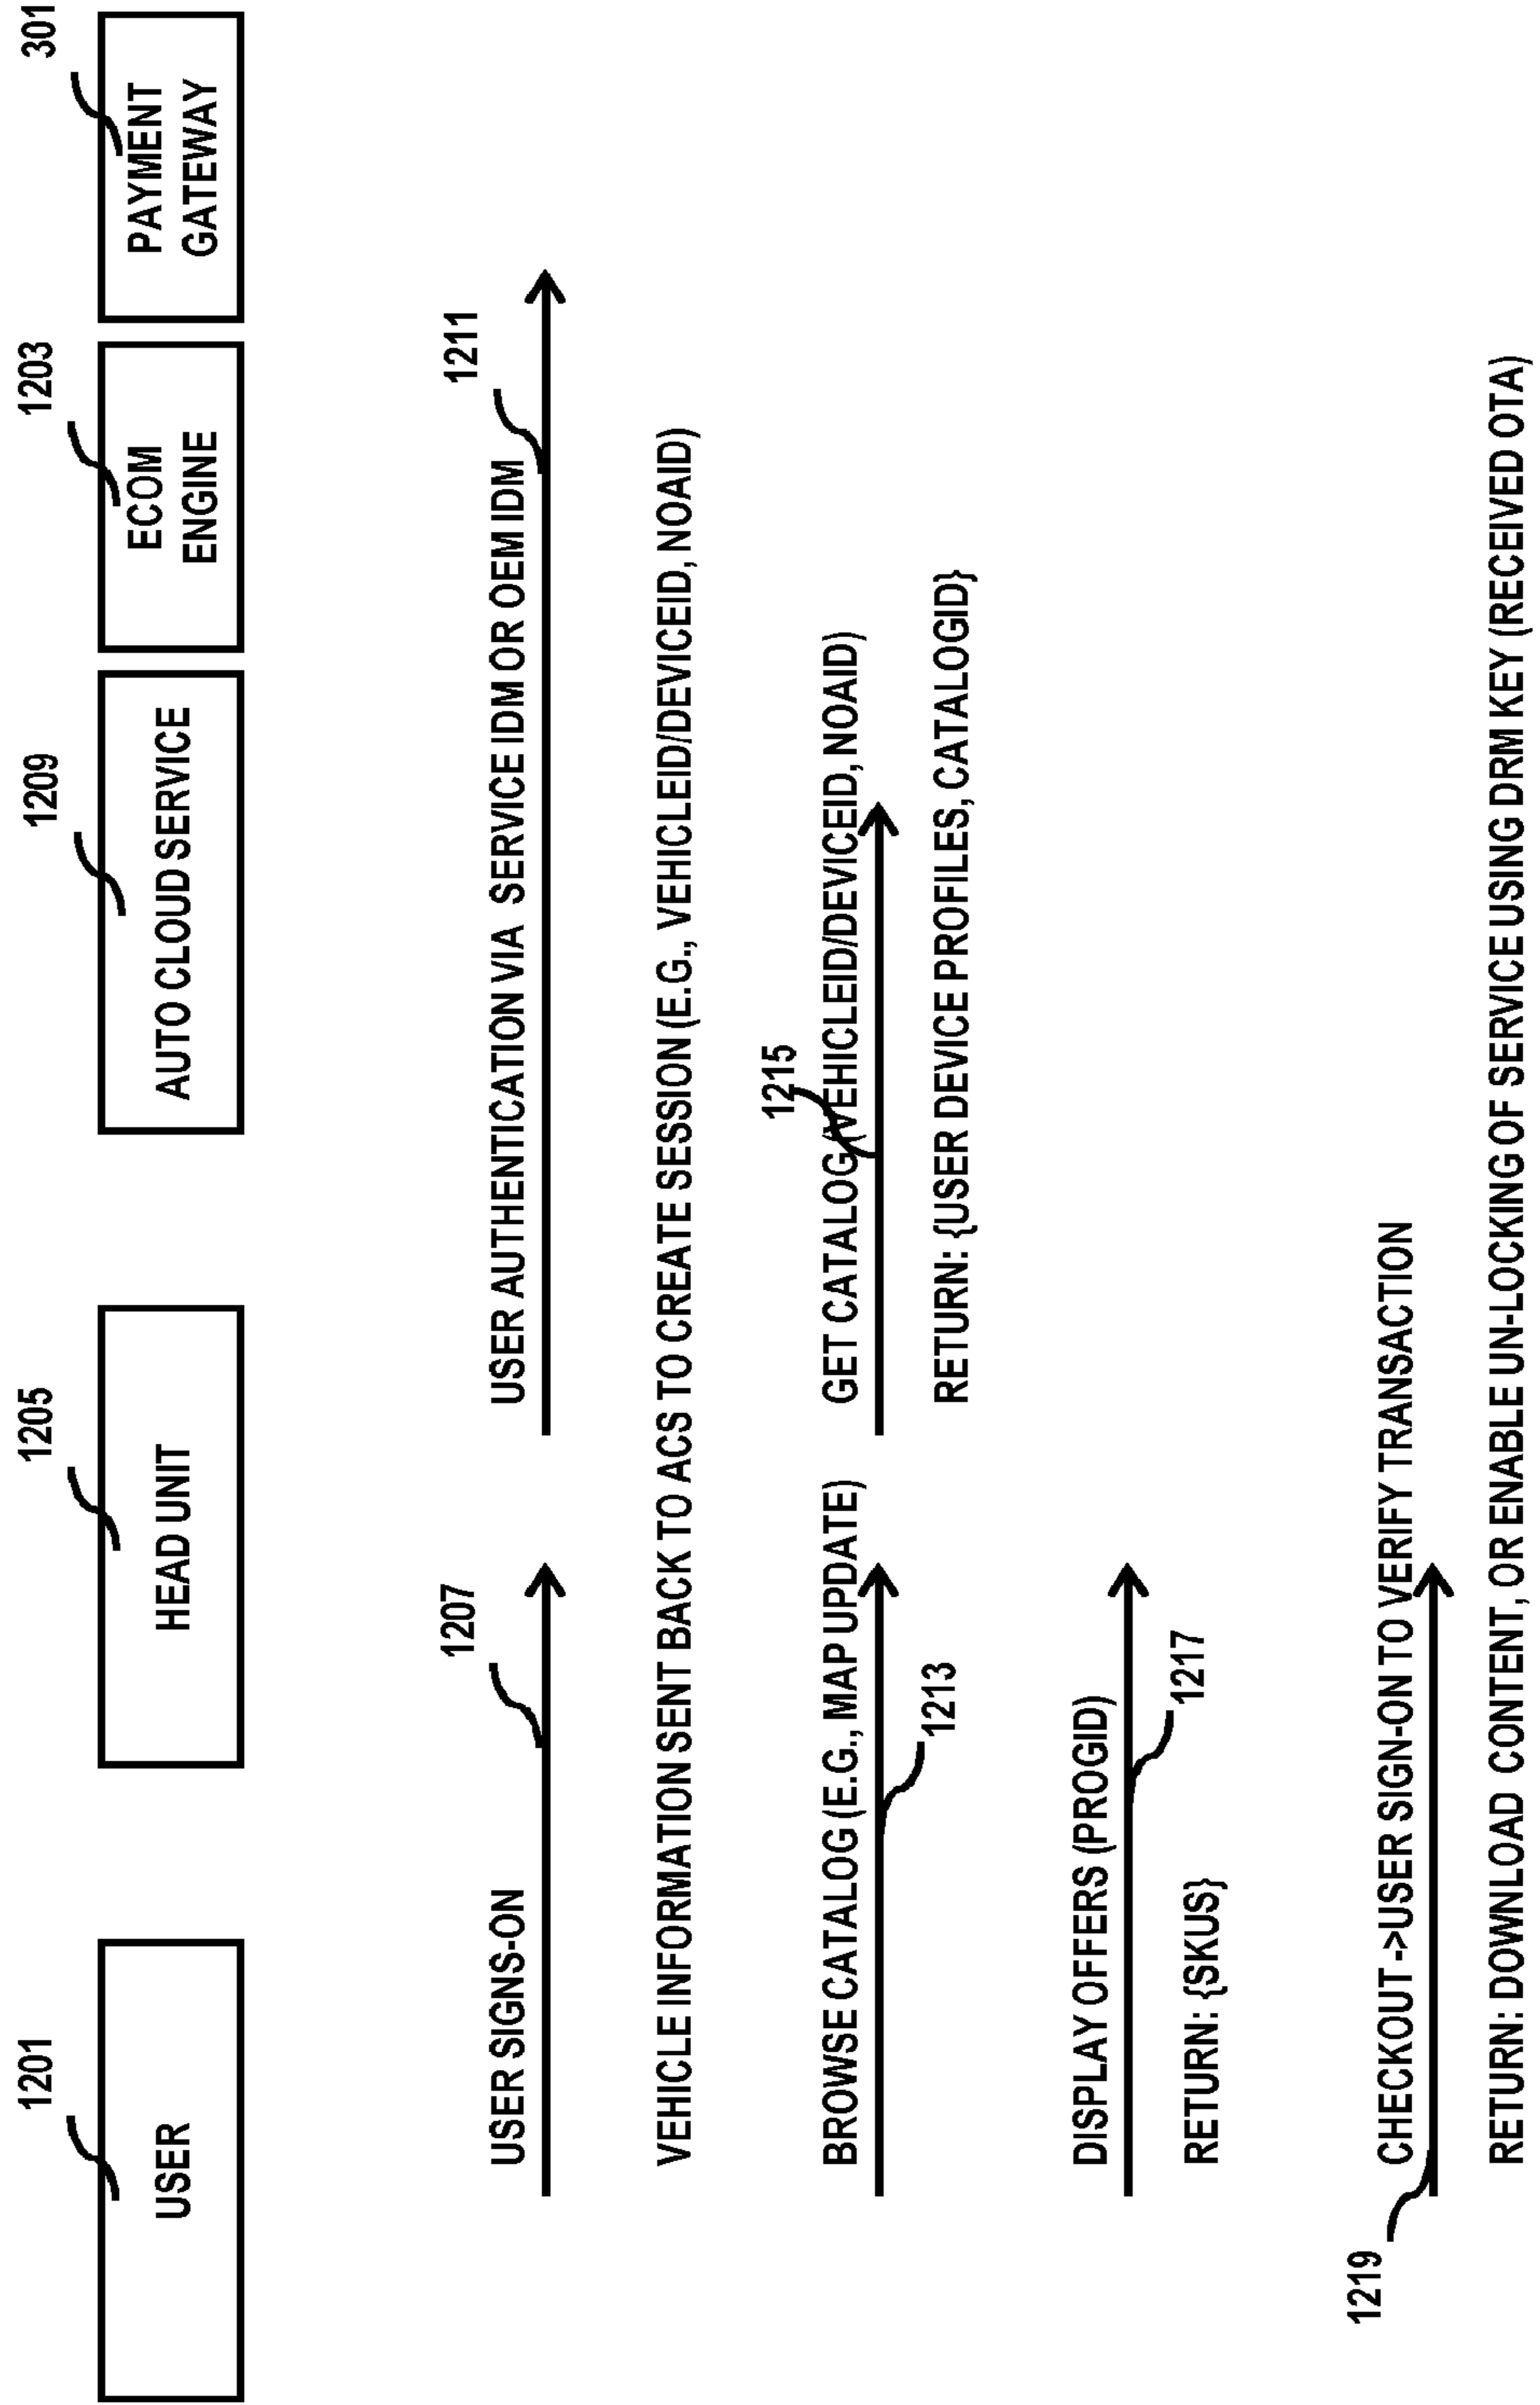 1201
1205
1209
1203
301
USER
HEAD UNIT
AUTO CLOUD SERVICE
ECOM
ENGINE
PAYMENT
GATEWAY
1207
1211
USER SIGNS-ON
USER AUTHENTICATION VIA SERVICE IDM OR OEM IDM
VEHICLE INFORMATION SENT BACK TO ACS TO CREATE SESSION (E.G., VEHICLEID/DEVICEID, NOAID)
1215
BROWSE CATALOG (E.G., MAP UPDATE)
GET CATALOG (VEHICLEID/DEVICEID, NOAID)
1213
RETURN: {USER DEVICE PROFILES, CATALOGID}
DISPLAY OFFERS (PROGID)
1217
RETURN: {SKUS}
1219
CHECKOUT->USER SIGN-ON TO VERIFY TRANSACTION
RETURN: DOWNLOAD CONTENT, OR ENABLE UN-LOCKING OF SERVICE USING DRM KEY (RECEIVED OTA)